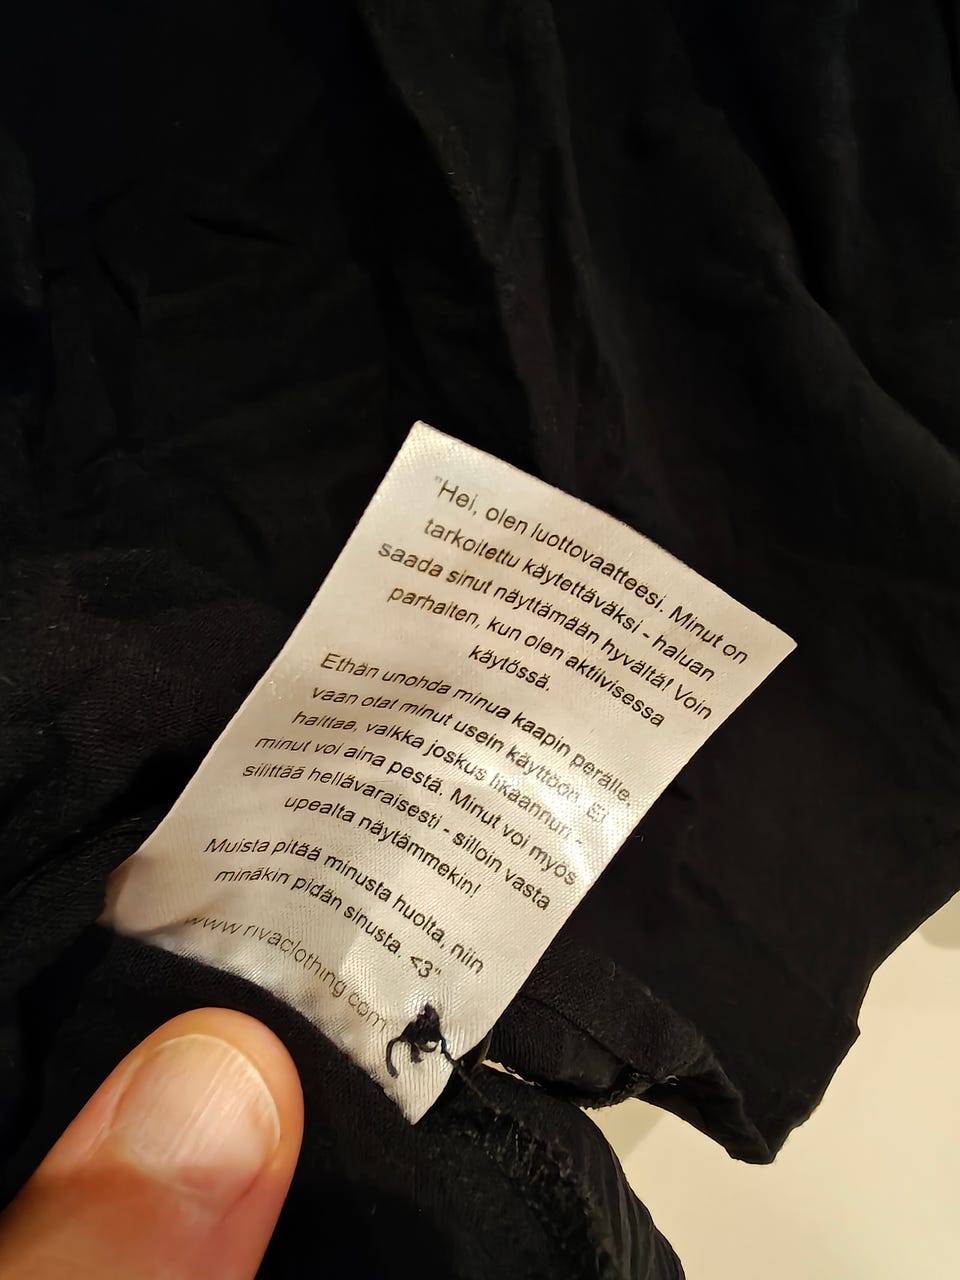 "Hei, olen luottovaatteesi. Minut on
tarkoitettu käytettäväksi - haluan
saada sinut näyttämään hyvältä! Voin
parhaiten, kun olen aktiivisessa
käytössä.
Ethän unohda minua kaapin perälle,
vaan otat minut usein käyttöön. Ei
haittaa, vaikka joskus likaannun -
minut voi aina pestä. Minut voi myös
silittää hellävaraisesti - silloin vasta
upealta näytämmekin!
Muista pitää minusta huolta, niin
minäkin pidän sinusta. <3"
www.rivaclothing.com